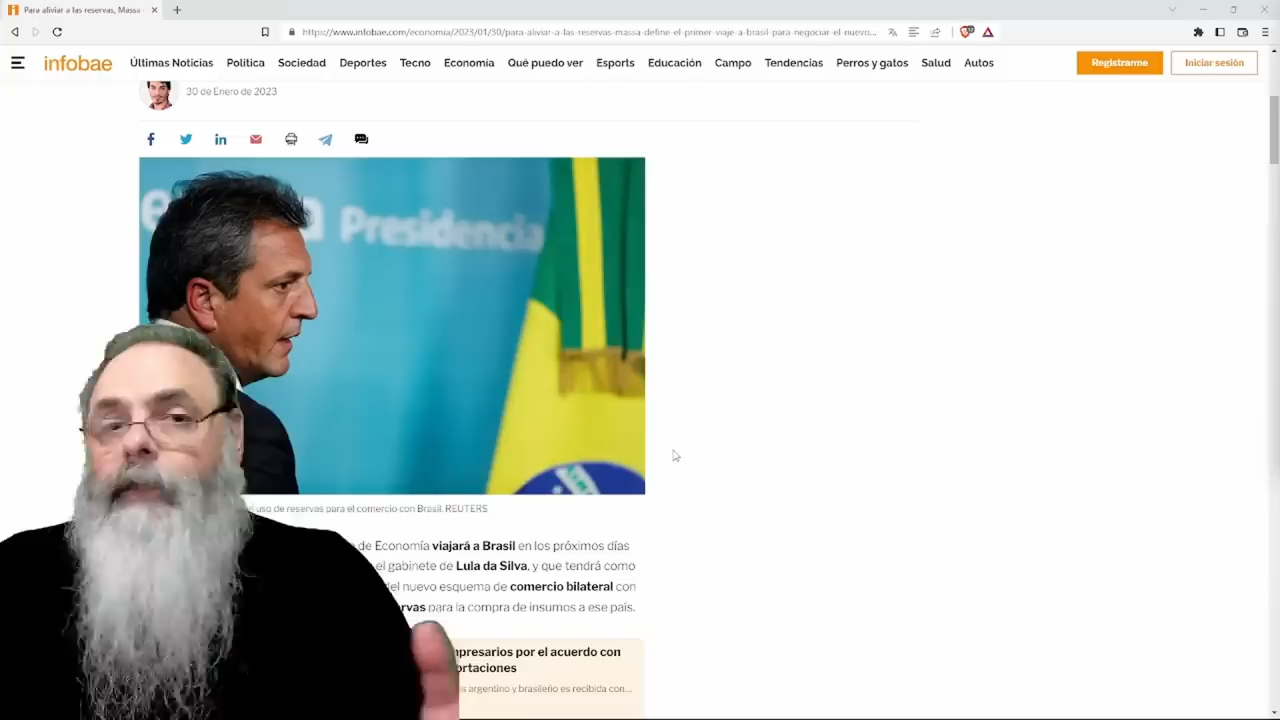 Para aliviar a las reservas, Massa
https://www.infobae.com/economia/2023/01/30/para-aliviar-a-las-reservas-massa-define-el-primer-viaje-a-brasil-para-negociar-el-nuevo...
infobae Últimas Noticias Política Sociedad Deportes Tecno Economía Qué puedo ver Esports Educación Campo Tendencias Perros y gatos Salud Autos Registrarme Iniciar sesión
30 de Enero de 2023
Presidencia
uso de reservas para el comercio con Brasil. REUTERS
de Economía viajará a Brasil en los próximos días
el gabinete de Lula da Silva, y que tendrá como
del nuevo esquema de comercio bilateral con
para la compra de insumos a ese país.
por el acuerdo con
argentino y brasileño es recibida con...